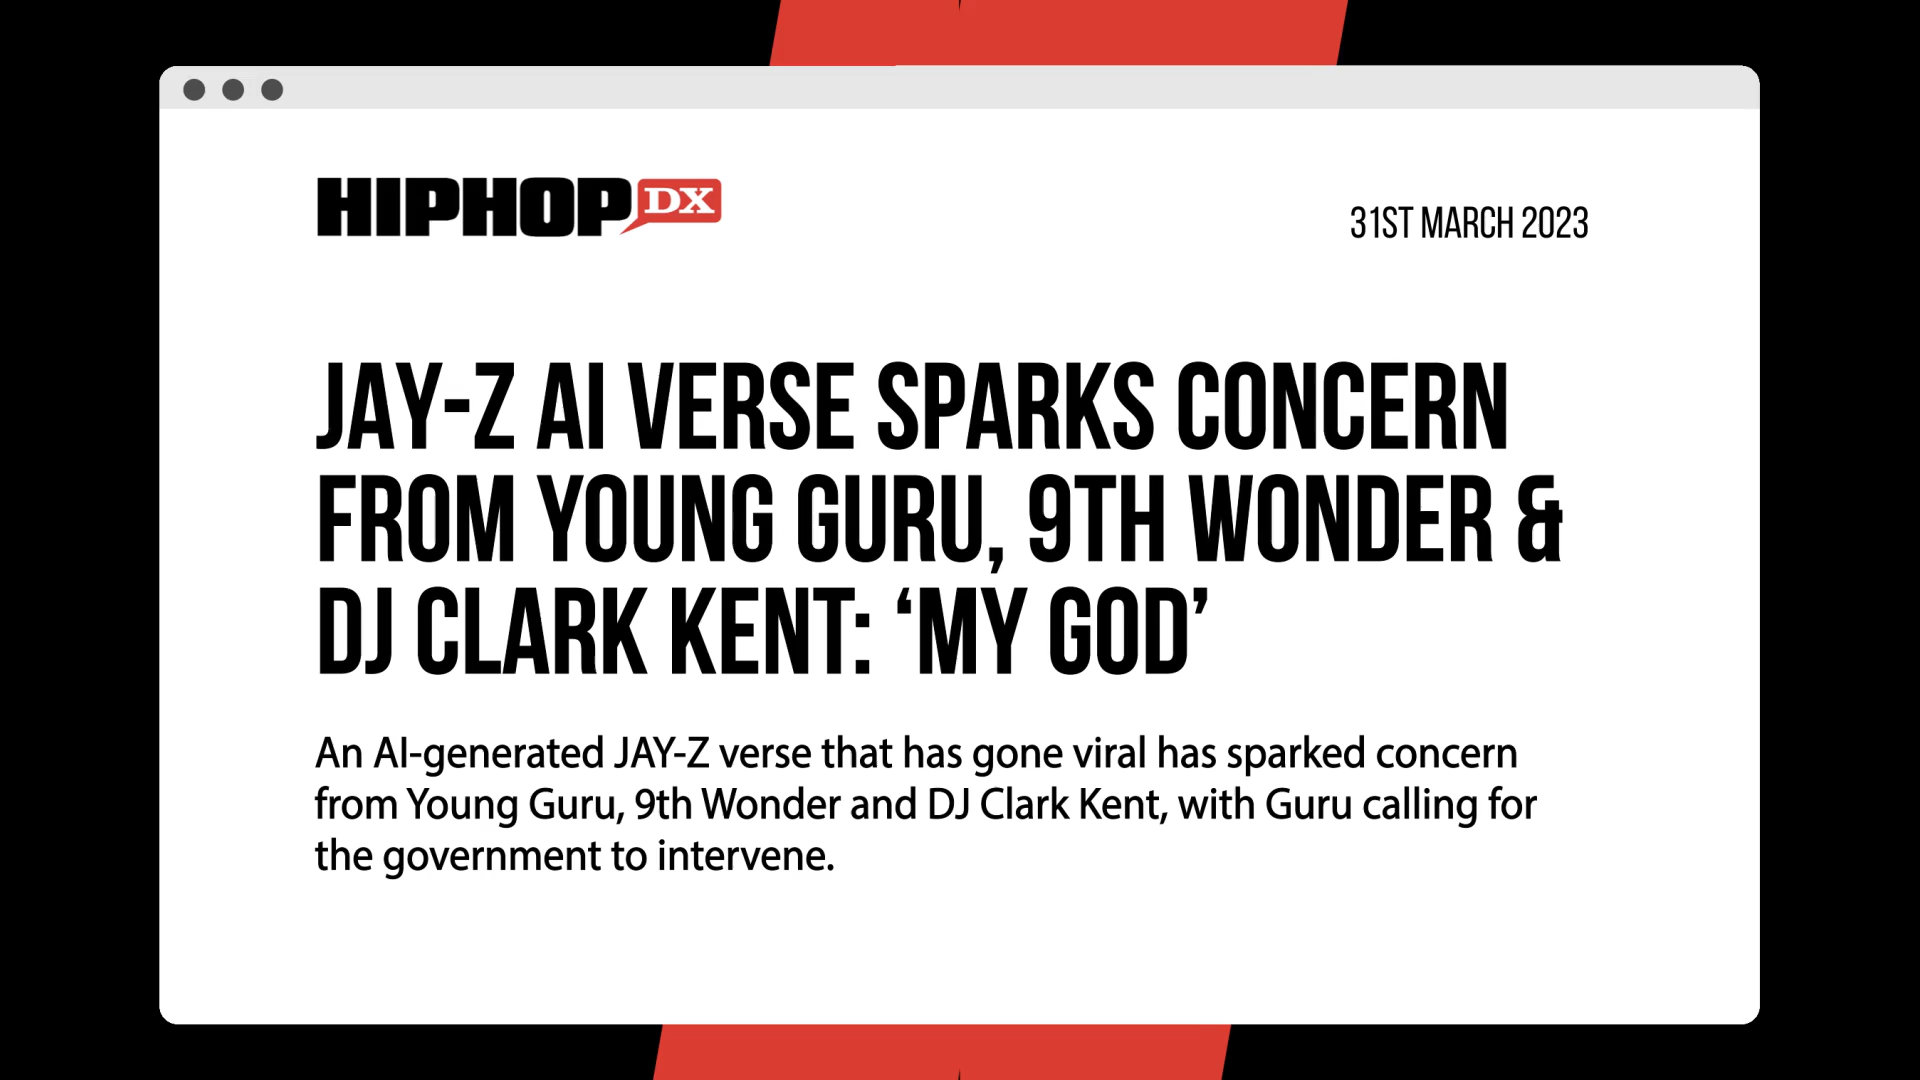 HIPHOPDX
31ST MARCH 2023
JAY-Z AI VERSE SPARKS CONCERN
FROM YOUNG GURU, 9TH WONDER &
DJ CLARK KENT: ‘MY GOD’
An AI-generated JAY-Z verse that has gone viral has sparked concern
from Young Guru, 9th Wonder and DJ Clark Kent, with Guru calling for
the government to intervene.